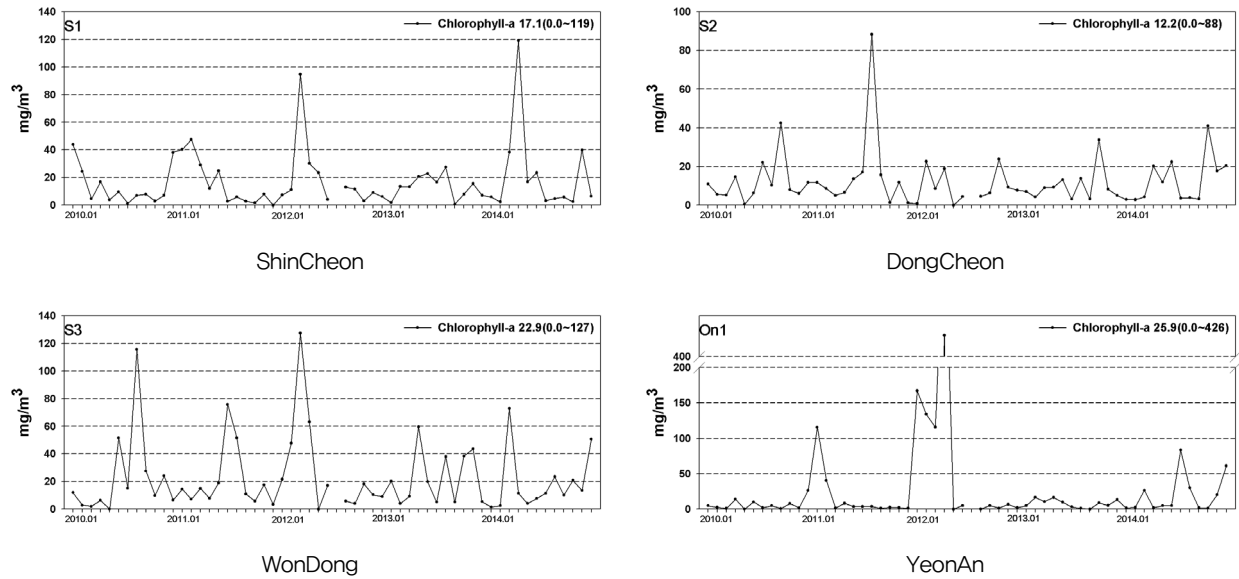 S1
Chlorophyll-a 17.1(0.0~119)
mg/m³
140
120
100
80
60
40
20
0
2010.01 2011.01 2012.01 2013.01 2014.01
ShinCheon
S2
Chlorophyll-a 12.2(0.0~88)
mg/m³
100
80
60
40
20
0
2010.01 2011.01 2012.01 2013.01 2014.01
DongCheon
S3
Chlorophyll-a 22.9(0.0~127)
mg/m³
140
120
100
80
60
40
20
0
2010.01 2011.01 2012.01 2013.01 2014.01
WonDong
On1
Chlorophyll-a 25.9(0.0~426)
mg/m³
400
200
150
100
50
0
2010.01 2011.01 2012.01 2013.01 2014.01
YeonAn